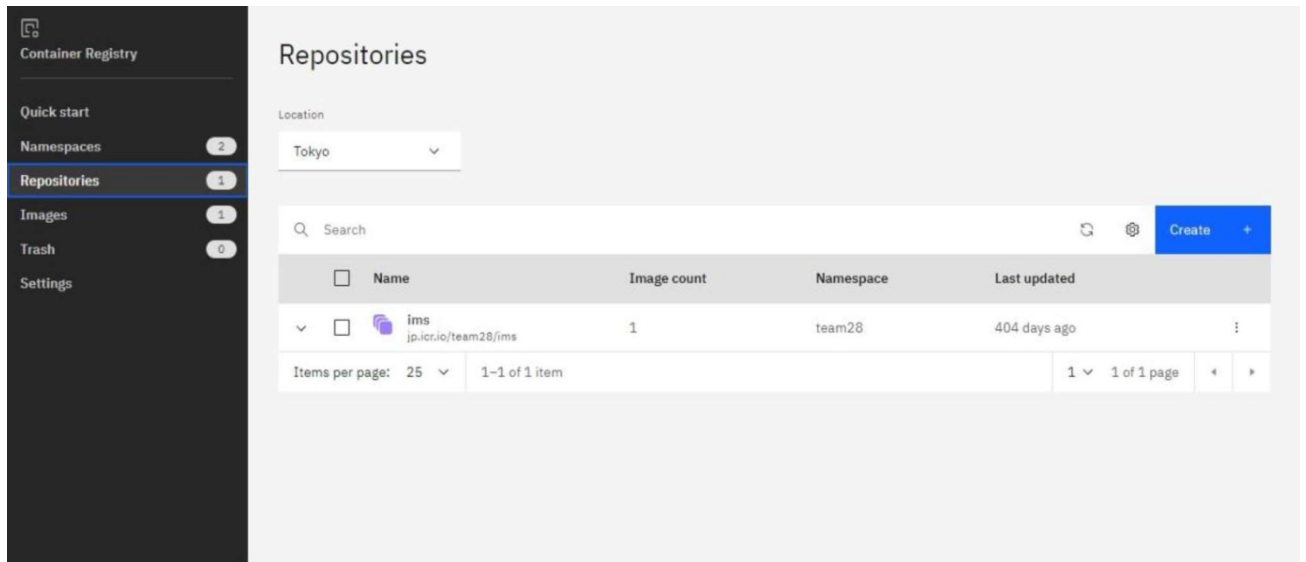 Container Registry
Quick start
Namespaces 2
Repositories 1
Images 1
Trash 0
Settings
Repositories
Location
Tokyo
Search
Create +
Name Image count Namespace Last updated
ims
jp.icr.io/team28/ims
1 team28 404 days ago
Items per page: 25 1–1 of 1 item 1 1 of 1 page